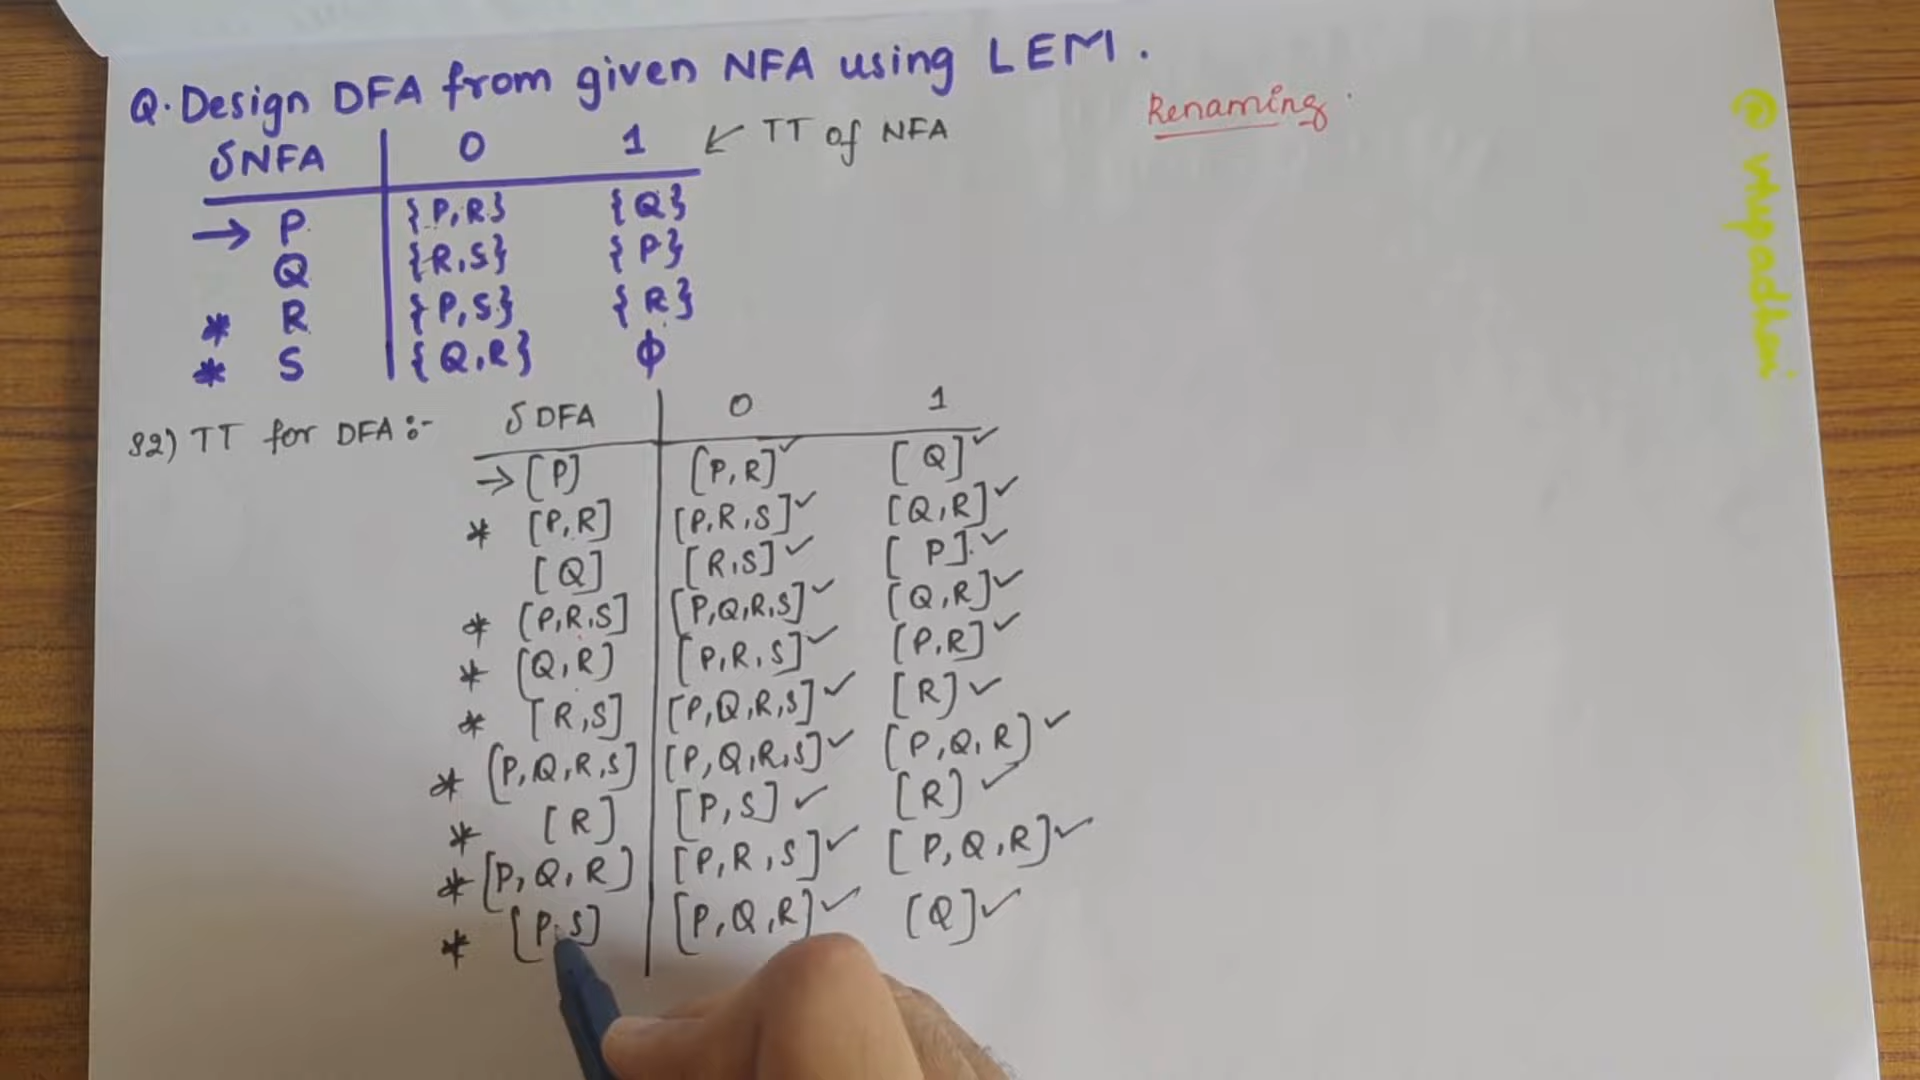 Q. Design DFA from given NFA using LEM.
δNFA 0 1 ↙ TT of NFA
→ P {P,R} {Q}
Q {R,S} {P}
* R {P,S} {R}
* S {Q,R} ϕ
Renaming.
S2) TT for DFA :-
δDFA 0 1
→ [P] [P,R]✓ [Q]✓
* [P,R] [P,R,S]✓ [Q,R]✓
[Q] [R,S]✓ [P].✓
* [P,R,S] [P,Q,R,S]✓ [Q,R]✓
* [Q,R] [P,R,S]✓ [P,R]✓
* [R,S] [P,Q,R,S]✓ [R]✓
* [P,Q,R,S] [P,Q,R,S]✓ [P,Q,R]✓
* [R] [P,S]✓ [R]✓
* [P,Q,R] [P,R,S]✓ [P,Q,R]✓
* [P,S] [P,Q,R]✓ [Q]✓